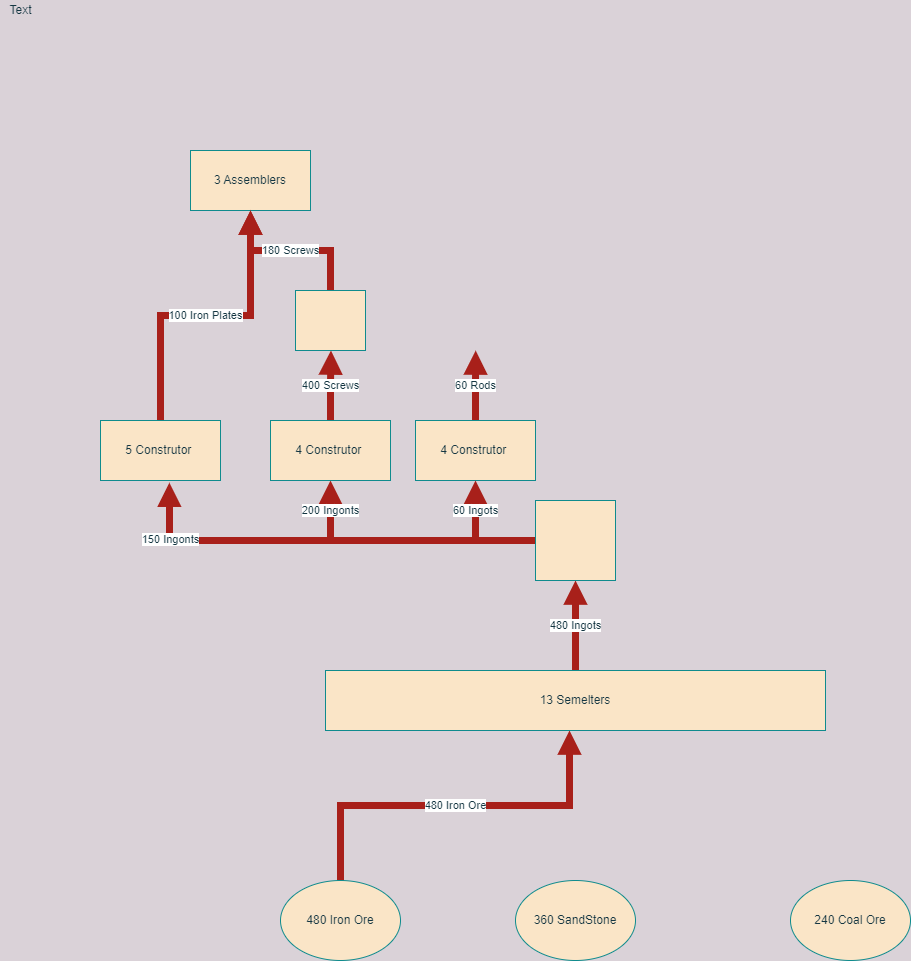 Text
3 Assemblers
180 Screws
100 Iron Plates
400 Screws
60 Rods
5 Construtor
4 Construtor
4 Construtor
200 Ingonts
60 Ingots
150 Ingonts
480 Ingots
13 Semelters
480 Iron Ore
480 Iron Ore
360 SandStone
240 Coal Ore